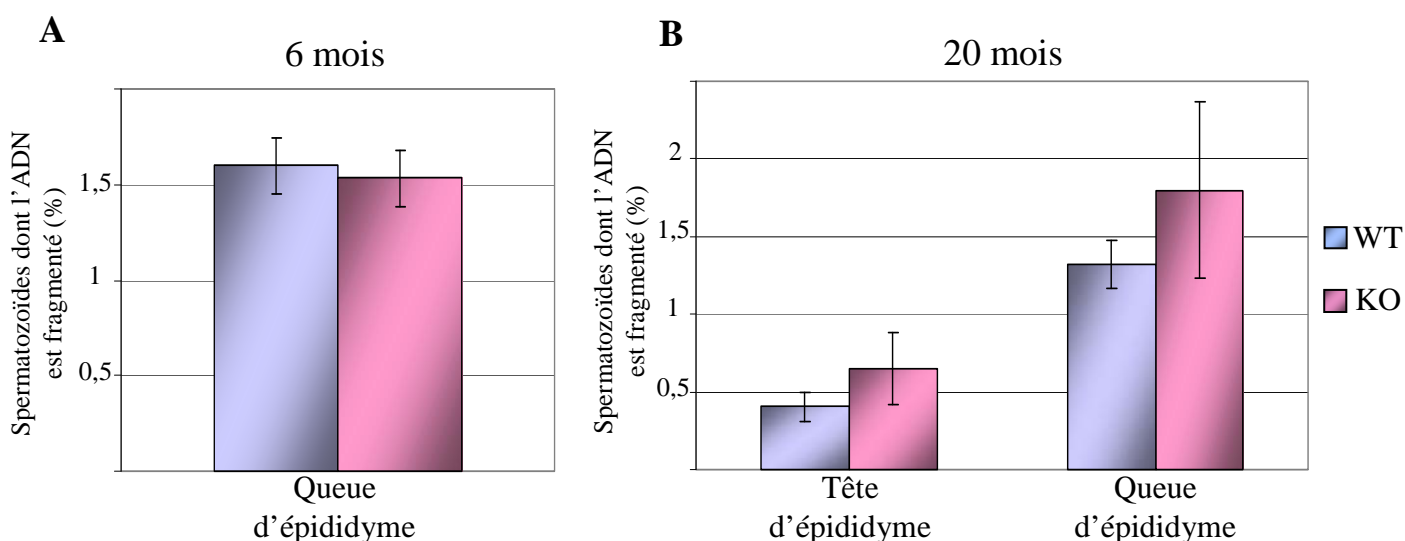 A
6 mois
Spermatozoïdes dont l’ADN
est fragmenté (%)
1,5
1
0,5
Queue
d’épididyme
B
20 mois
Spermatozoïdes dont l’ADN
est fragmenté (%)
2
1,5
1
0,5
Tête
d’épididyme
Queue
d’épididyme
WT
KO